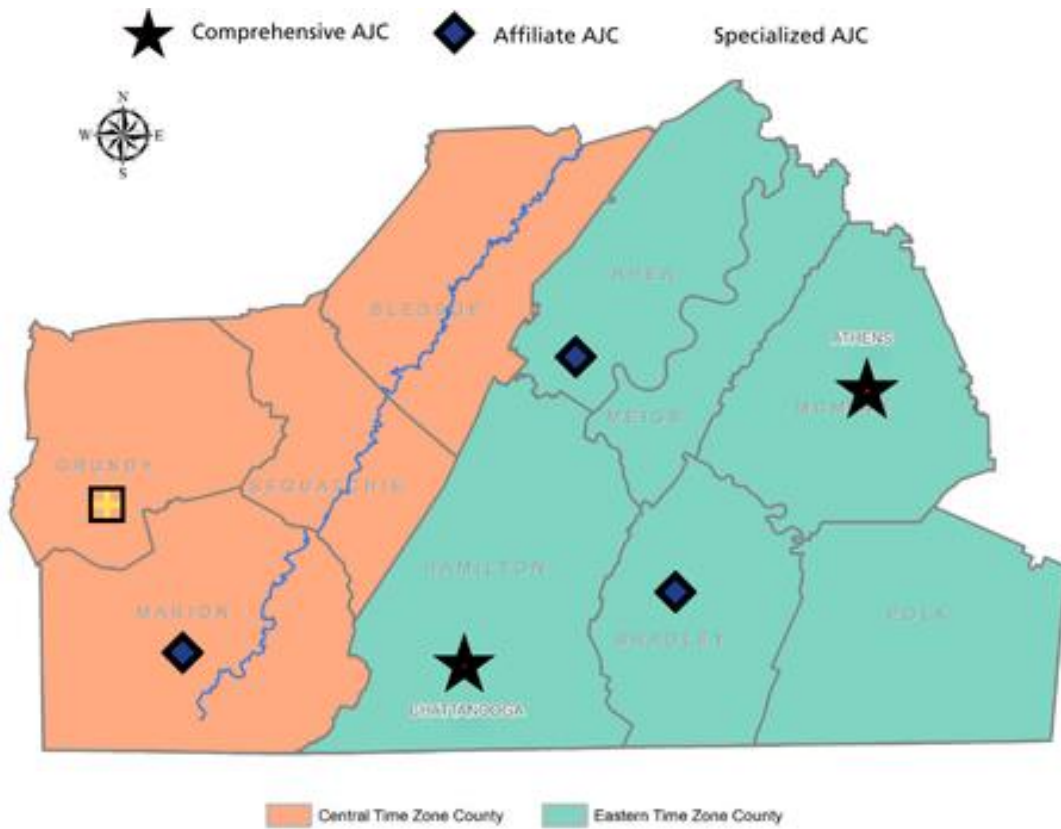 Comprehensive AJC Affiliate AJC Specialized AJC
N
W E
S
RHEA
BLEDSOE
ATHENS
MEIGS
GRUNDY
SEQUATCHIE
HAMILTON
MARION
POLK
BRADLEY
CHATTANOOGA
Central Time Zone County Eastern Time Zone County